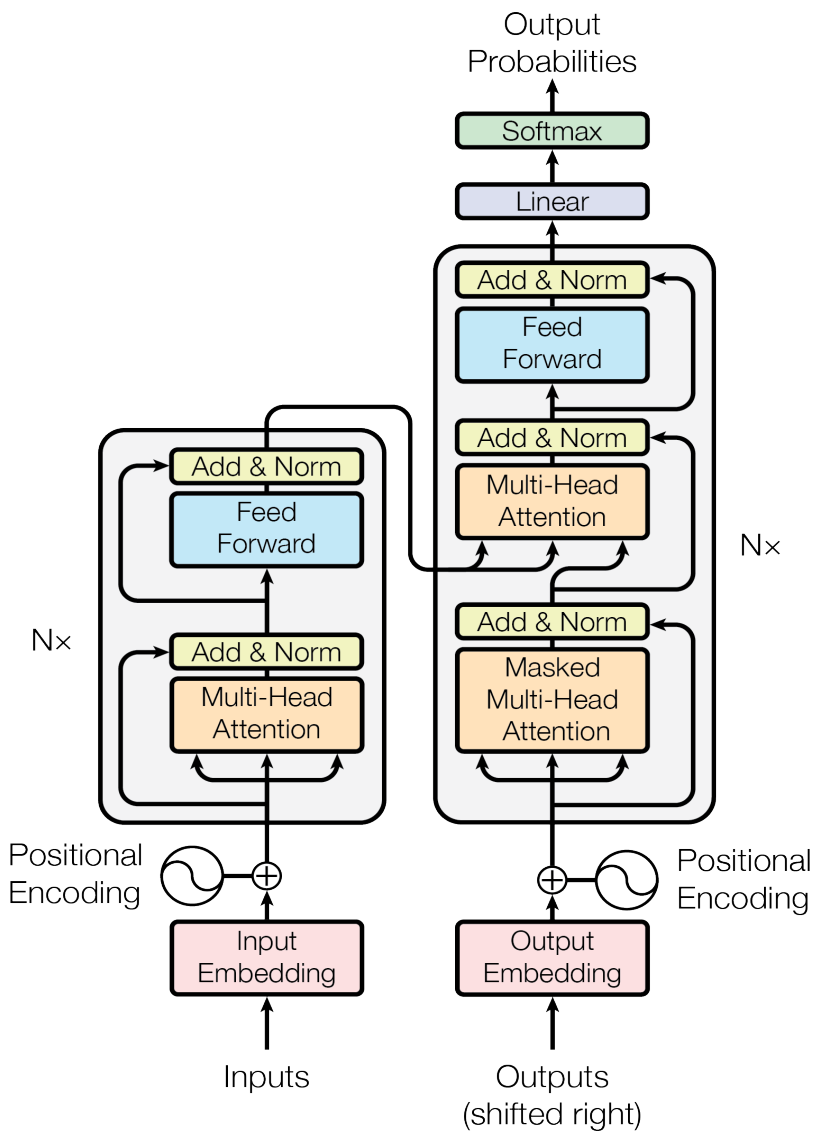 Output
Probabilities
Softmax
Linear
Add & Norm
Feed
Forward
Add & Norm
Multi-Head
Attention
Nx
Add & Norm
Masked
Multi-Head
Attention
Add & Norm
Feed
Forward
N×
Add & Norm
Multi-Head
Attention
Positional
Encoding
Positional
Encoding
Input
Embedding
Output
Embedding
Inputs
Outputs
(shifted right)